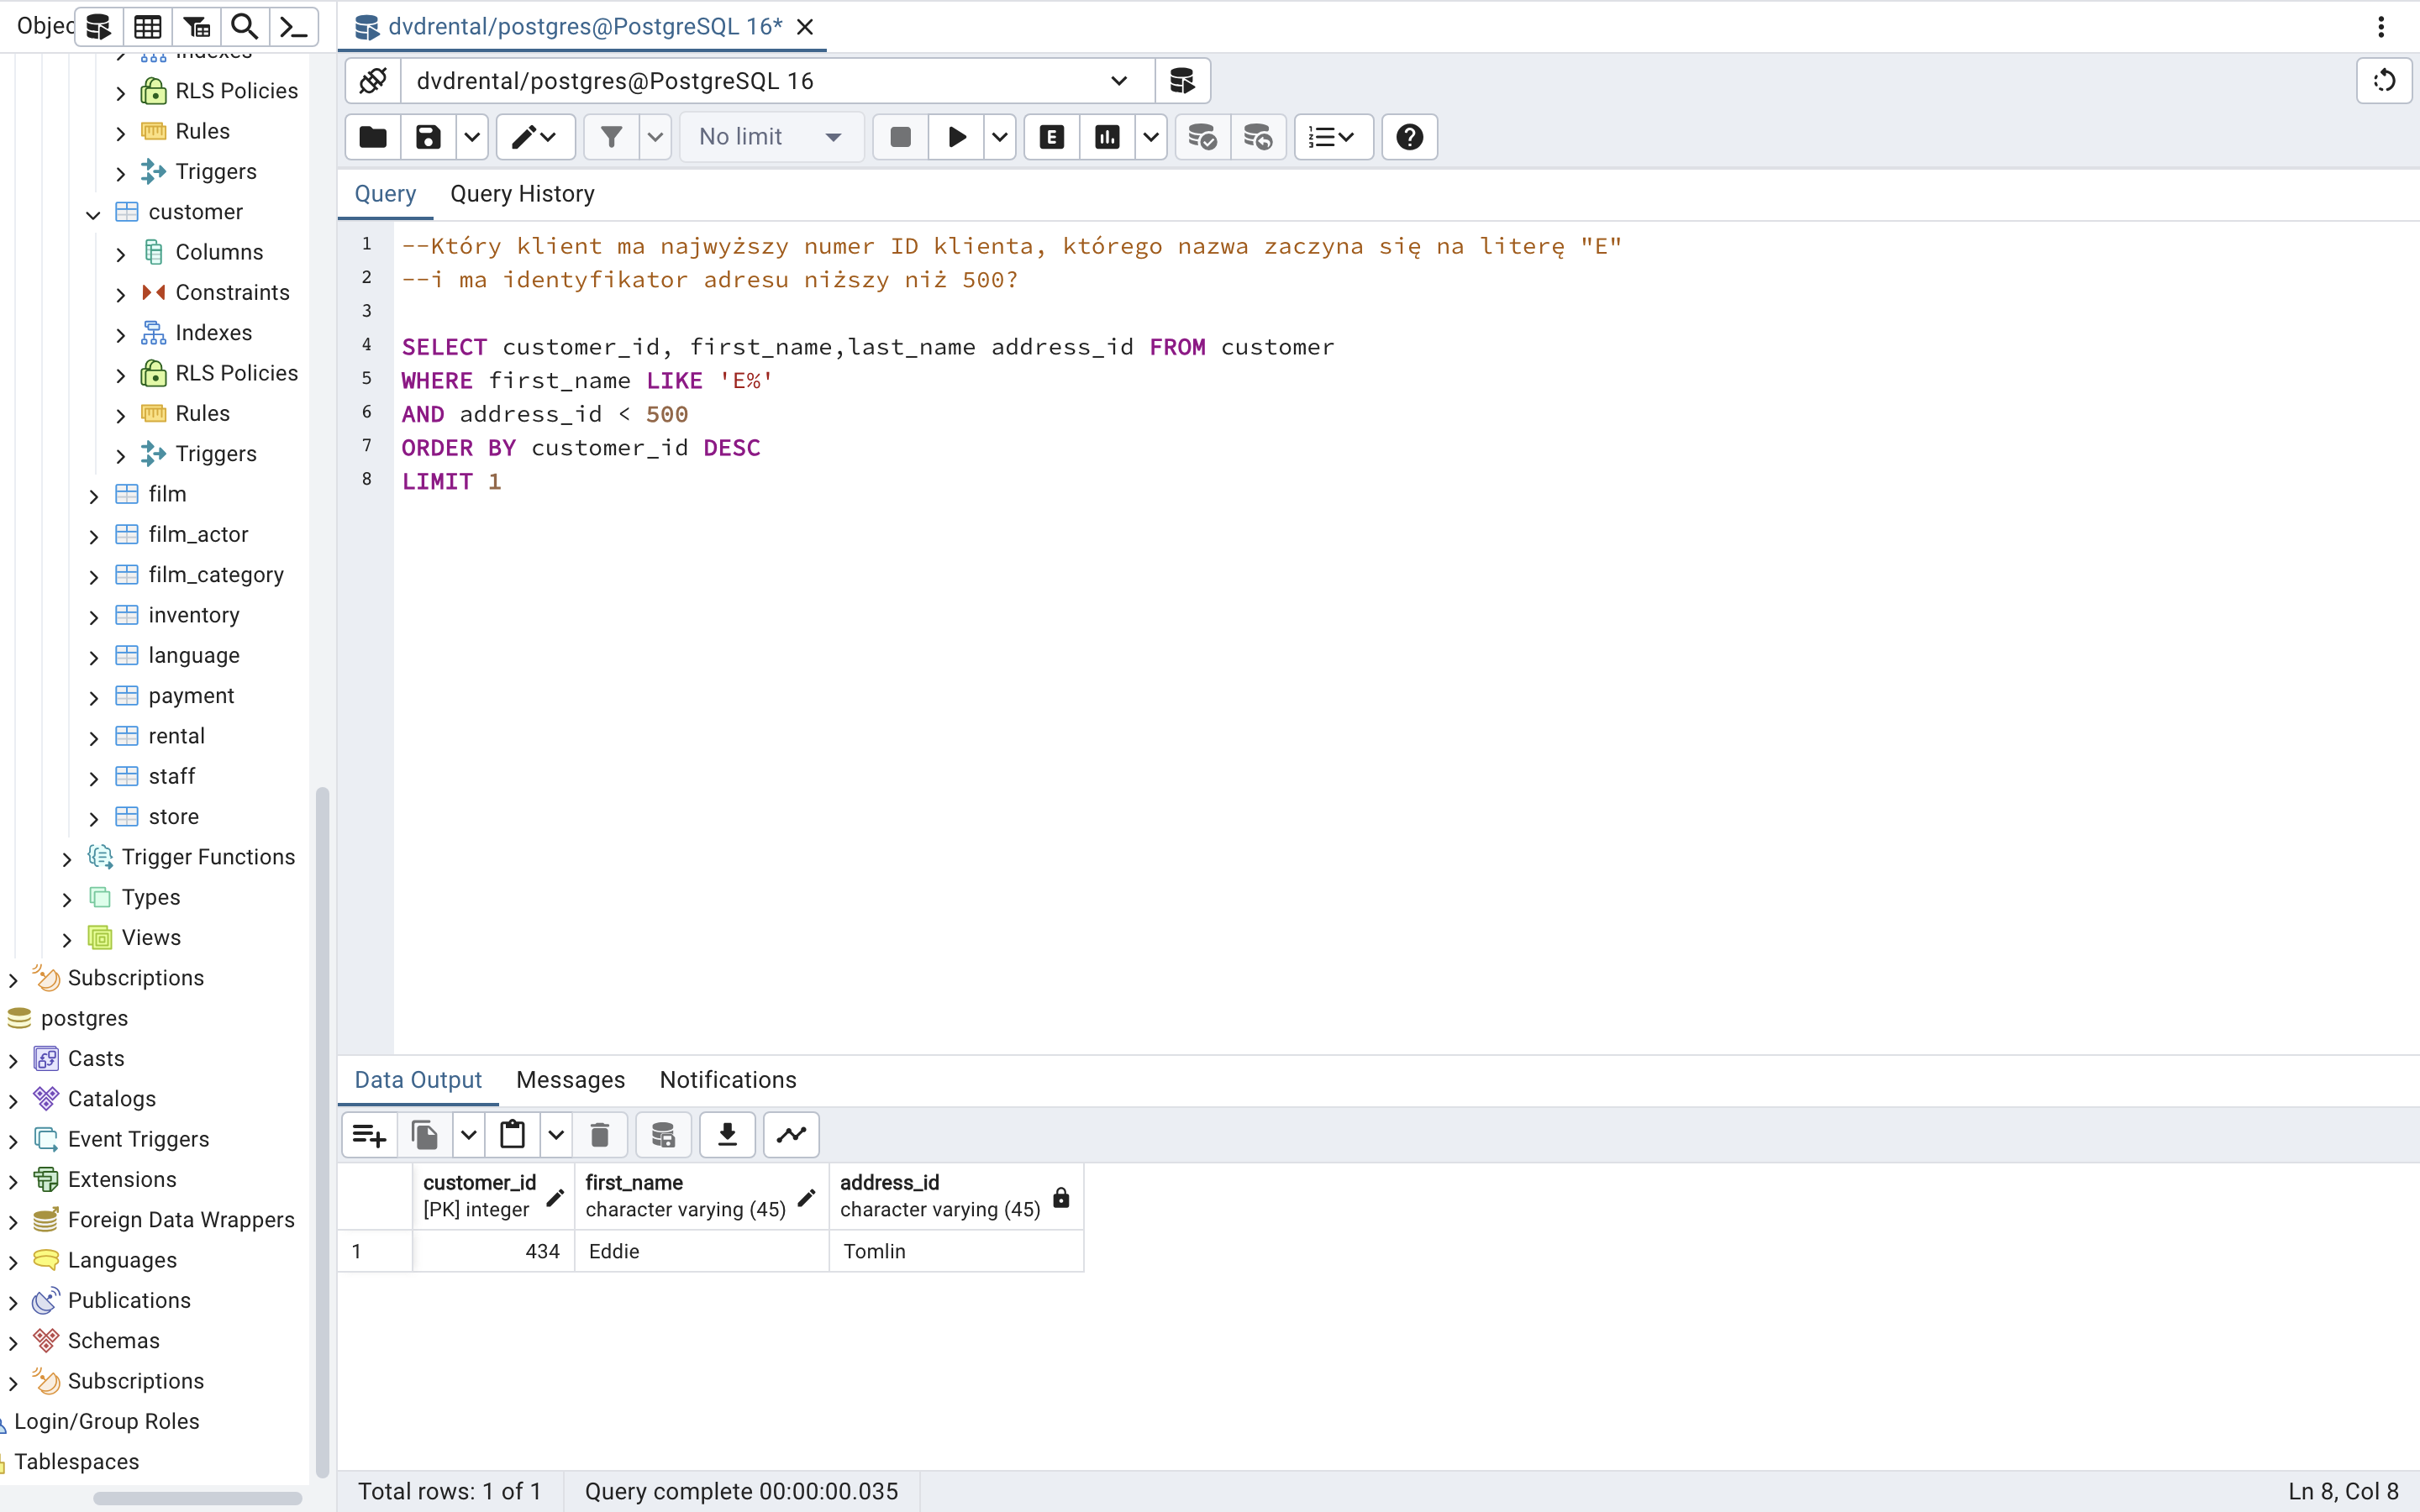 Objec
dvdrental/postgres@PostgreSQL 16*
dvdrental/postgres@PostgreSQL 16
No limit
Query Query History
Indexes
RLS Policies
Rules
Triggers
customer
Columns
Constraints
Indexes
RLS Policies
Rules
Triggers
film
film_actor
film_category
inventory
language
payment
rental
staff
store
Trigger Functions
Types
Views
Subscriptions
postgres
Casts
Catalogs
Event Triggers
Extensions
Foreign Data Wrappers
Languages
Publications
Schemas
Subscriptions
Login/Group Roles
Tablespaces
1 --Który klient ma najwyższy numer ID klienta, którego nazwa zaczyna się na literę "E"
2 --i ma identyfikator adresu niższy niż 500?
3
4 SELECT customer_id, first_name,last_name address_id FROM customer
5 WHERE first_name LIKE 'E%'
6 AND address_id < 500
7 ORDER BY customer_id DESC
8 LIMIT 1
Data Output Messages Notifications
customer_id first_name address_id
[PK] integer character varying (45) character varying (45)
1 434 Eddie Tomlin
Total rows: 1 of 1 Query complete 00:00:00.035 Ln 8, Col 8